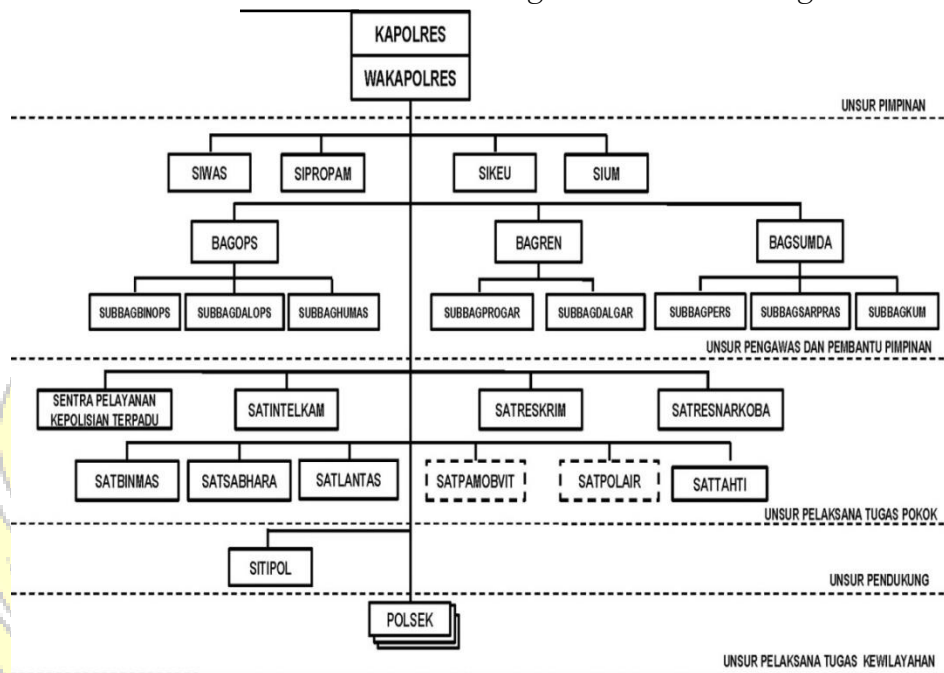 KAPOLRES
WAKAPOLRES
UNSUR PIMPINAN
SIWAS
SIPROPAM
SIKEU
SIUM
BAGOPS
BAGREN
BAGSUMDA
SUBBAGBINOPS
SUBBAGDALOPS
SUBBAGHUMAS
SUBBAGPROGAR
SUBBAGDALGAR
SUBBAGPERS
SUBBAGSARPRAS
SUBBAGKUM
UNSUR PENGAWAS DAN PEMBANTU PIMPINAN
SENTRA PELAYANAN
KEPOLISIAN TERPADU
SATINTELKAM
SATRESKRIM
SATRESNARKOBA
SATBINMAS
SATSABHARA
SATLANTAS
SATPAMOBVIT
SATPOLAIR
SATTAHTI
UNSUR PELAKSANA TUGAS POKOK
SITIPOL
UNSUR PENDUKUNG
POLSEK
UNSUR PELAKSANA TUGAS KEWILAYAHAN